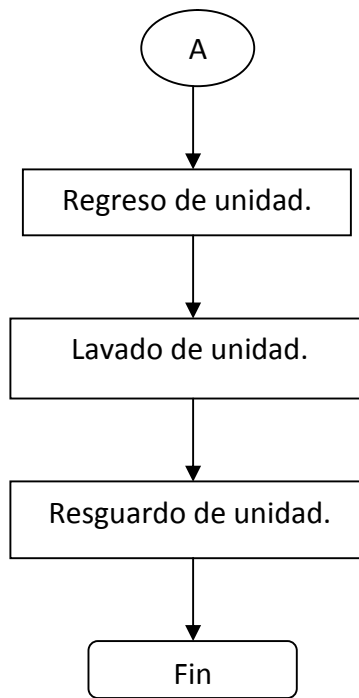 A
Regreso de unidad.
Lavado de unidad.
Resguardo de unidad.
Fin